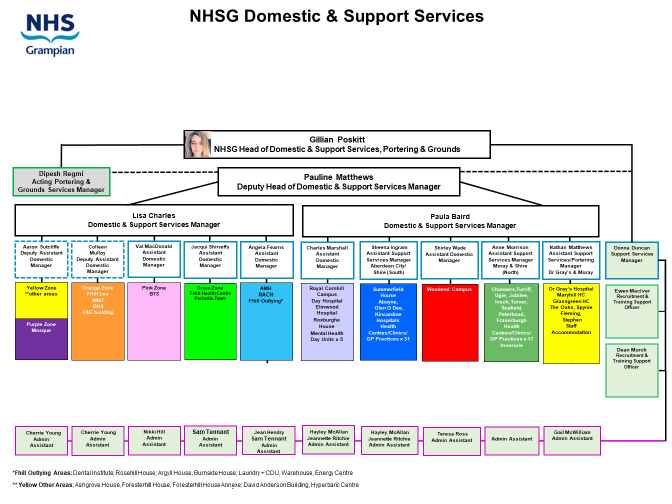 NHSG Domestic & Support Services
NHS
Grampian
Gillian Poskitt
NHSG Head of Domestic & Support Services, Portering & Grounds
Dipesh Regmi
Acting Portering &
Grounds Services Manager
Pauline Matthews
Deputy Head of Domestic & Support Services Manager
Lisa Charles
Domestic & Support Services Manager
Paula Baird
Domestic & Support Services Manager
Aaron Sutcliffe
Deputy Assistant
Domestic
Manager
Colleen
Mulloy
Deputy Assistant
Domestic
Manager
Val MacDonald
Assistant
Domestic
Manager
Jacqui Shirreffs
Assistant
Domestic
Manager
Angela Fearns
Assistant
Domestic
Manager
Charles Marshall
Assistant
Domestic
Manager
Sheena Ingram
Assistant Support
Services Manager
Aberdeen City/
Shire (South)
Shirley Wade
Assistant Domestic
Manager
Anne Morrison
Assistant Support
Services Manager
Moray & Shire
(North)
Nathan Matthews
Assistant Support
Services/Portering
Manager
Dr Gray's & Moray
Donna Duncan
Support Services
Manager
Yellow Zone
**other areas
Purple Zone
Mosque
Orange Zone
FHill Lea
IM&T
F&E building
Pink Zone
BTS
Green Zone
FHill Health Centre
Periodic Team
AMH
RACH
FHill Outlying*
Royal Cornhill
Campus
Day Hospital
Elmwood
Hospital
Roxburghe
House
Mental Health
Day Units x 5
Summerfield
House
Aboyne,
Glen O Dee,
Kincardine
Hospitals
Health
Centres/Clinics/
GP Practices x 31
Woodend Campus
Chalmers, Turriff,
Ugie, Jubilee,
Insch, Turner,
Seafield,
Peterhead,
Fraserburgh
Health
Centres/Clinics/
GP Practices x 17
Inverurie
Dr Gray's Hospital
Maryhill HC
Glassgreen HC
The Oaks, Spynie
Fleming,
Stephen
Staff
Accommodation
Ewen MacIver
Recruitment &
Training Support
Officer
Dean March
Recruitment &
Training Support
Officer
Cherrie Young
Admin
Assistant
Cherrie Young
Admin
Assistant
Nikki Hill
Admin
Assistant
Sam Tennant
Admin
Assistant
Jean Hendry
Sam Tennant
Admin
Assistant
Hayley McAllan
Jeannette Ritchie
Admin Assistant
Hayley McAllan
Jeannette Ritchie
Admin Assistant
Teresa Ross
Admin Assistant
Admin Assistant
Gail McWilliam
Admin Assistant
*Fhill Outlying Areas: Dental Institute; Rosehill House; Argyll House, Burnside House; Laundry + CDU, Warehouse, Energy Centre
** Yellow Other Areas; Ashgrove House, Foresterhill House; Foresterhill House Annexe; David Anderson Building, Hyperbaric Centre